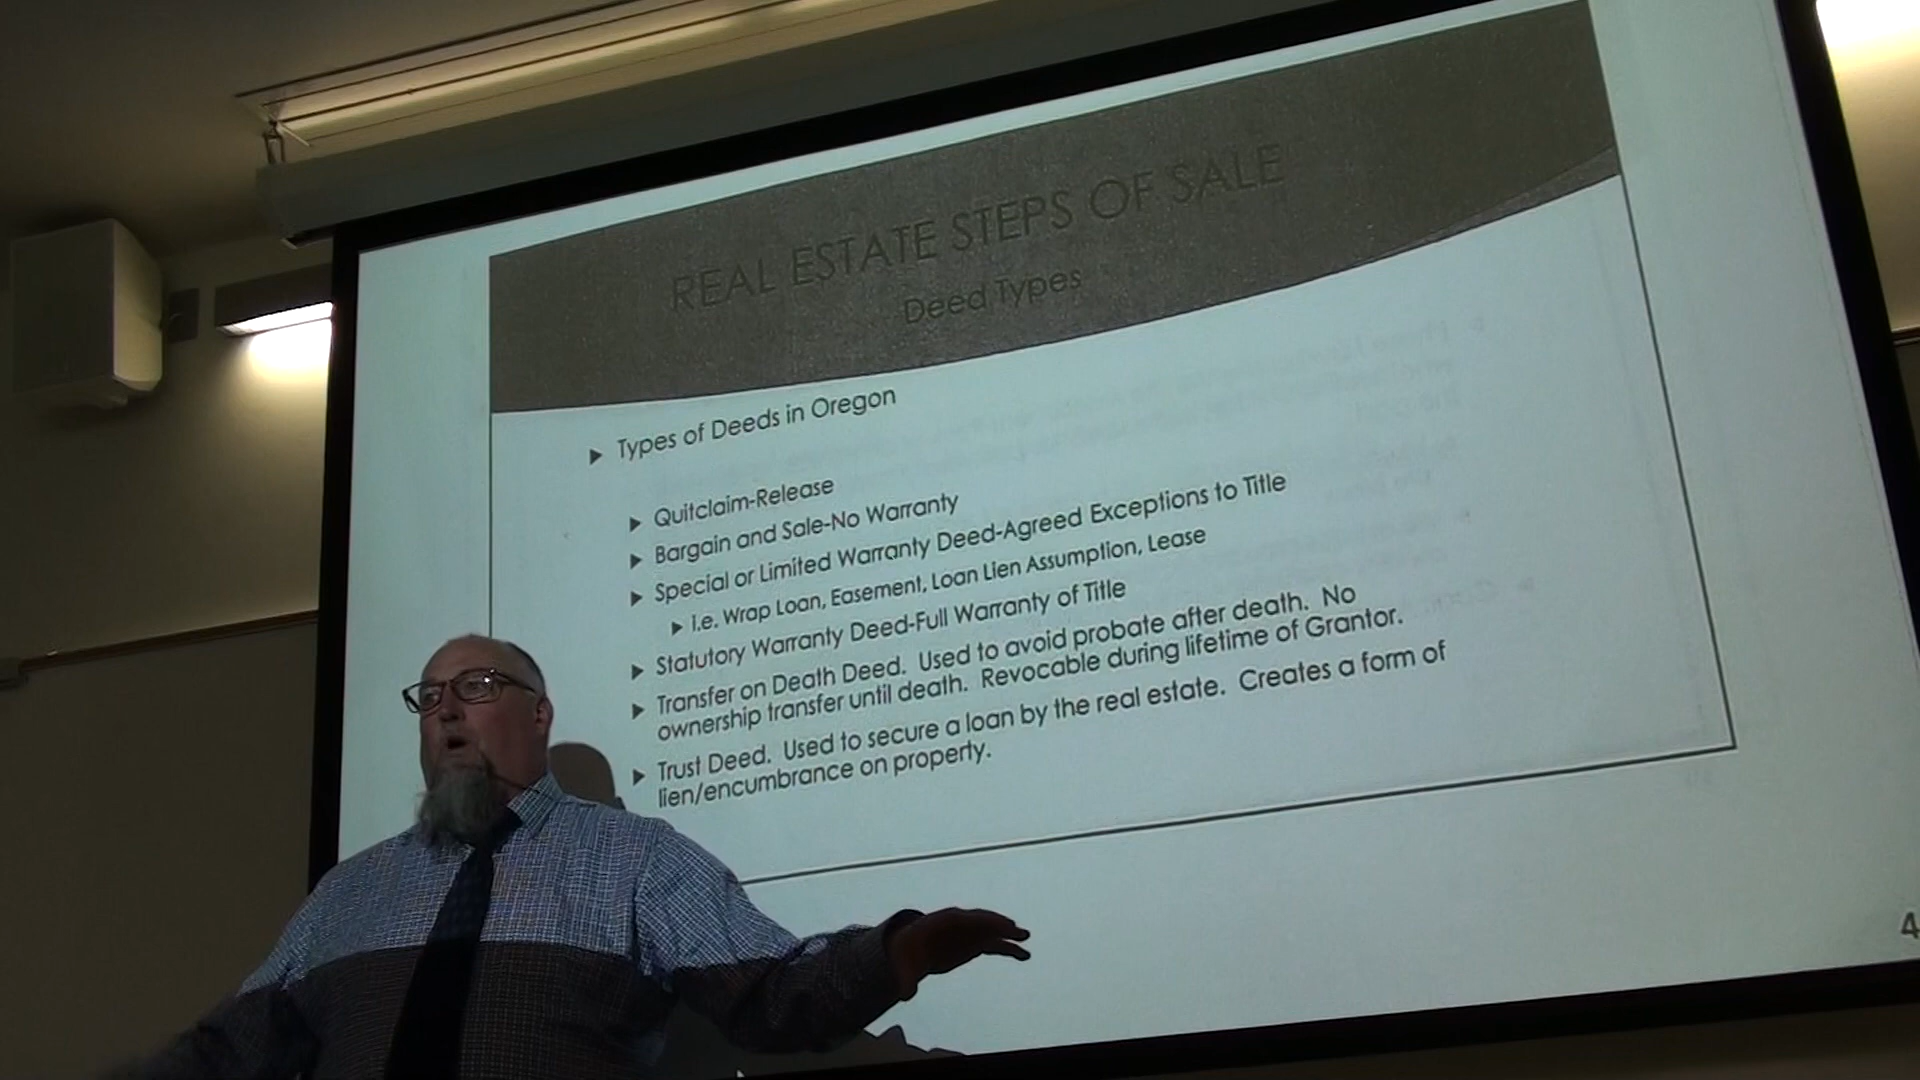 REAL ESTATE STEPS OF SALE
Deed Types
▶ Types of Deeds in Oregon
▶ Quitclaim-Release
▶ Bargain and Sale-No Warranty
▶ Special or Limited Warranty Deed-Agreed Exceptions to Title
▶ i.e. Wrap Loan, Easement, Loan Lien Assumption, Lease
▶ Statutory Warranty Deed-Full Warranty of Title
▶ Transfer on Death Deed. Used to avoid probate after death. No
ownership transfer until death. Revocable during lifetime of Grantor.
▶ Trust Deed. Used to secure a loan by the real estate. Creates a form of
lien/encumbrance on property.
4